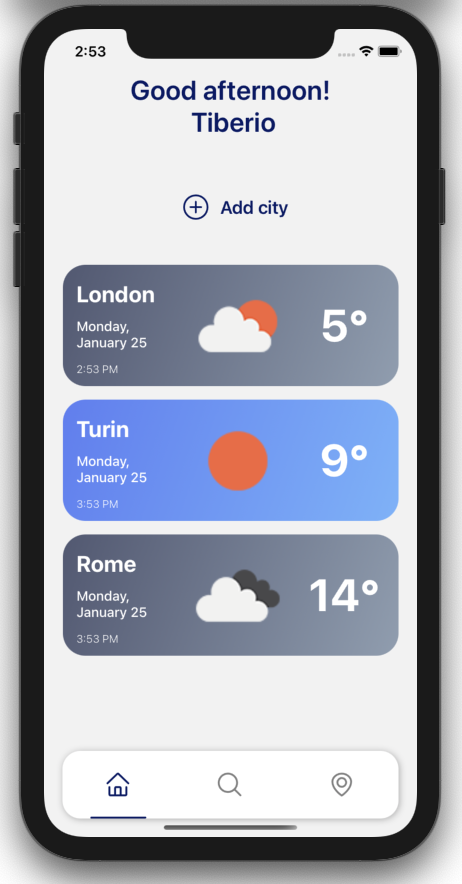 2:53
Good afternoon!
Tiberio
Add city
London
Monday,
January 25
2:53 PM
5°
Turin
Monday,
January 25
3:53 PM
9°
Rome
Monday,
January 25
3:53 PM
14°